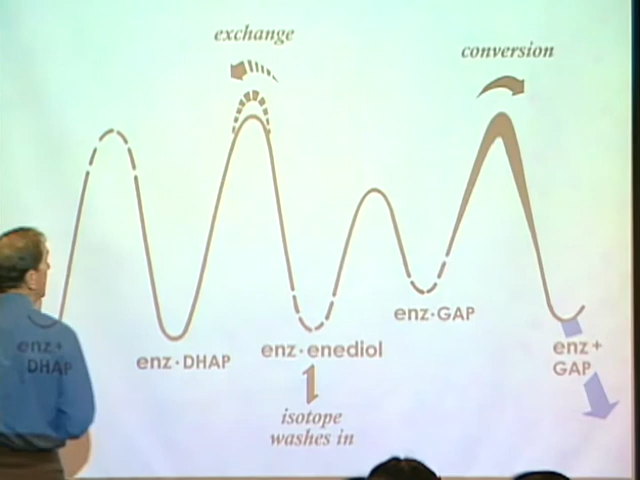 exchange
conversion
enz·GAP
enz·DHAP
enz·enediol
enz+
DHAP
enz+
GAP
isotope
washes in